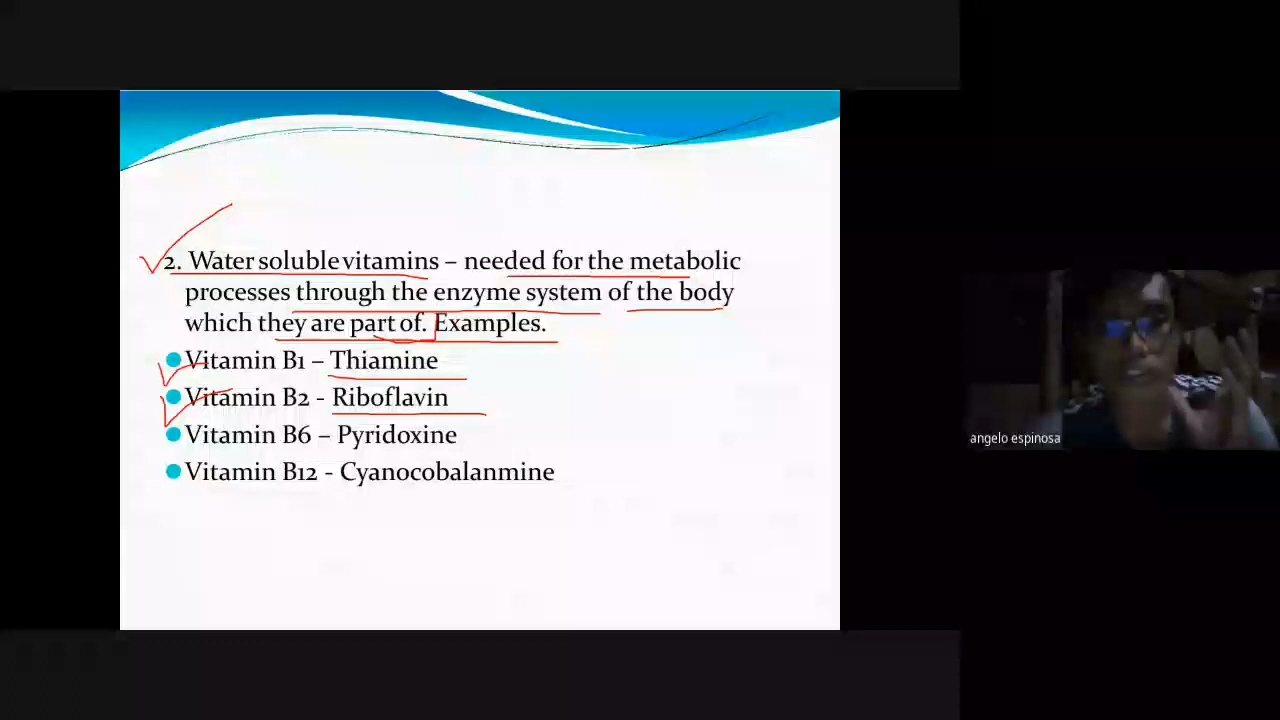 2. Water soluble vitamins – needed for the metabolic
processes through the enzyme system of the body
which they are part of. Examples.
Vitamin B1 – Thiamine
Vitamin B2 - Riboflavin
Vitamin B6 – Pyridoxine
Vitamin B12 - Cyanocobalanmine
angelo espinosa